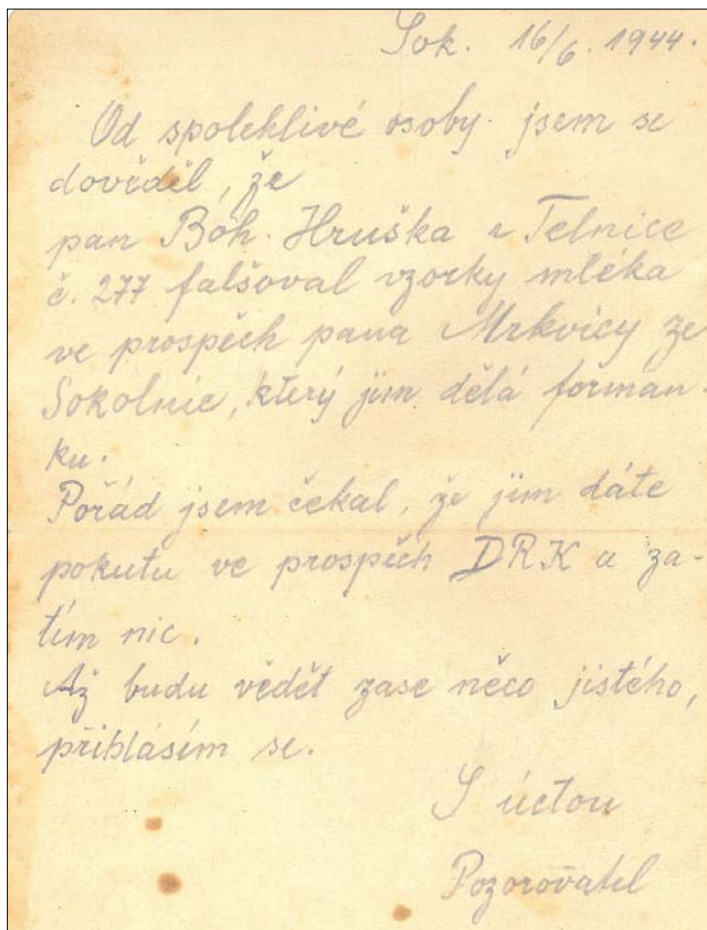 Sok. 16/6. 1944.
Od spolehlivé osoby jsem se
dověděl, že
pan Boh. Hruška z Telnice
č. 277 falšoval vzorky mléka
ve prospěch pana Mrkvicy ze
Sokolnic, který jim dělá forman-
ku.
Pořád jsem čekal, že jim dáte
pokutu ve prospěch DRK a za-
tím nic.
Až budu vědět zase něco jistého,
přihlásím se.
S úctou
Pozorovatel